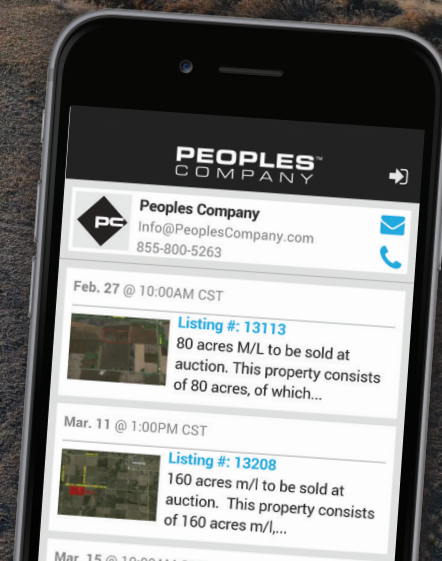 PEOPLES™
COMPANY
PC
Peoples Company
Info@PeoplesCompany.com
855-800-5263
Feb. 27 @ 10:00AM CST
Listing #: 13113
80 acres M/L to be sold at
auction. This property consists
of 80 acres, of which...
Mar. 11 @ 1:00PM CST
Listing #: 13208
160 acres m/l to be sold at
auction. This property consists
of 160 acres m/l,...
Mar. 15 @